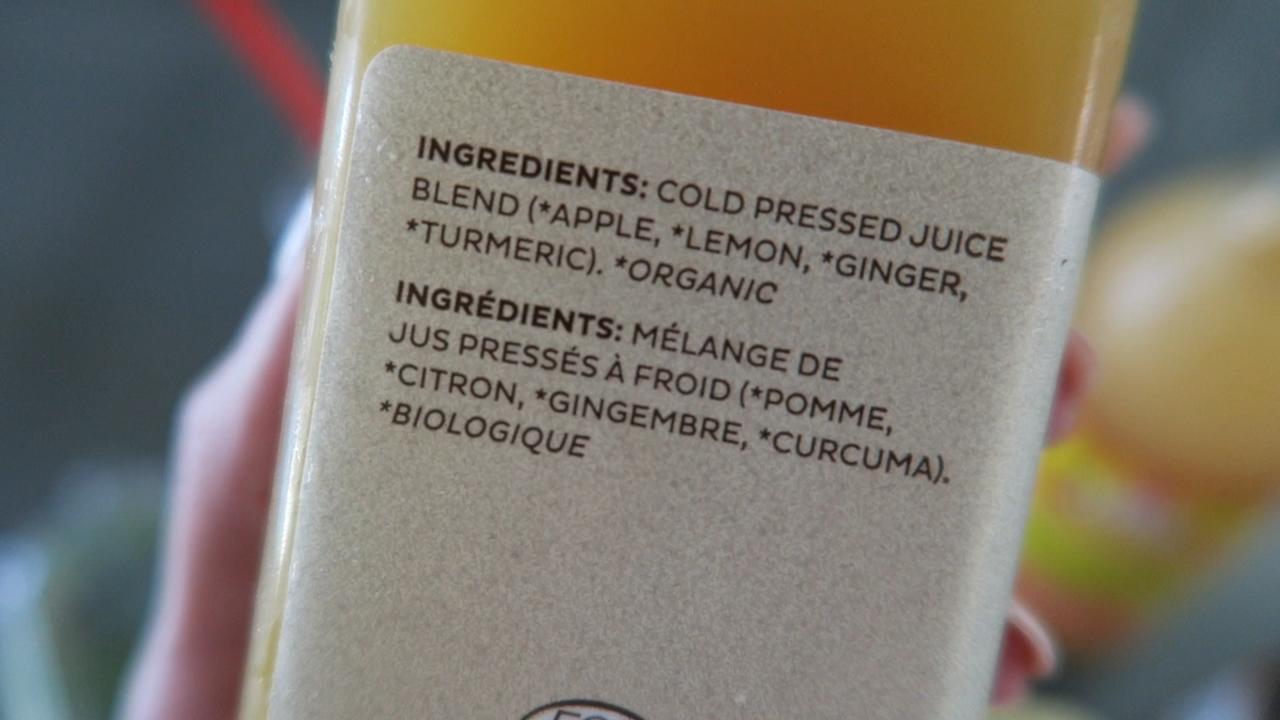 INGREDIENTS: COLD PRESSED JUICE
BLEND (*APPLE, *LEMON, *GINGER,
*TURMERIC). *ORGANIC
INGRÉDIENTS: MÉLANGE DE
JUS PRESSÉS À FROID (*POMME,
*CITRON, *GINGEMBRE, *CURCUMA).
*BIOLOGIQUE